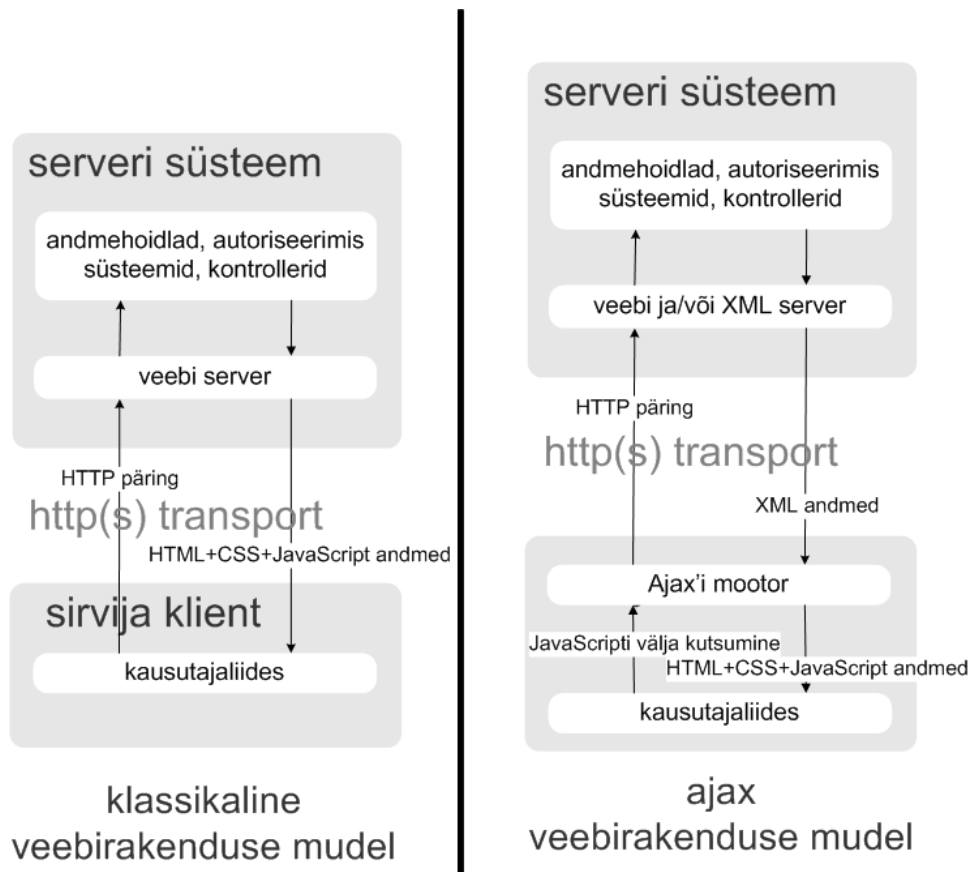 serveri süsteem
andmehoidlad, autoriseerimis
süsteemid, kontrollerid
veebi server
HTTP päring
http(s) transport
HTML+CSS+JavaScript andmed
sirvija klient
kausutajaliides
klassikaline
veebirakenduse mudel
serveri süsteem
andmehoidlad, autoriseerimis
süsteemid, kontrollerid
veebi ja/või XML server
HTTP päring
http(s) transport
XML andmed
Ajax'i mootor
JavaScripti välja kutsumine
HTML+CSS+JavaScript andmed
kausutajaliides
ajax
veebirakenduse mudel